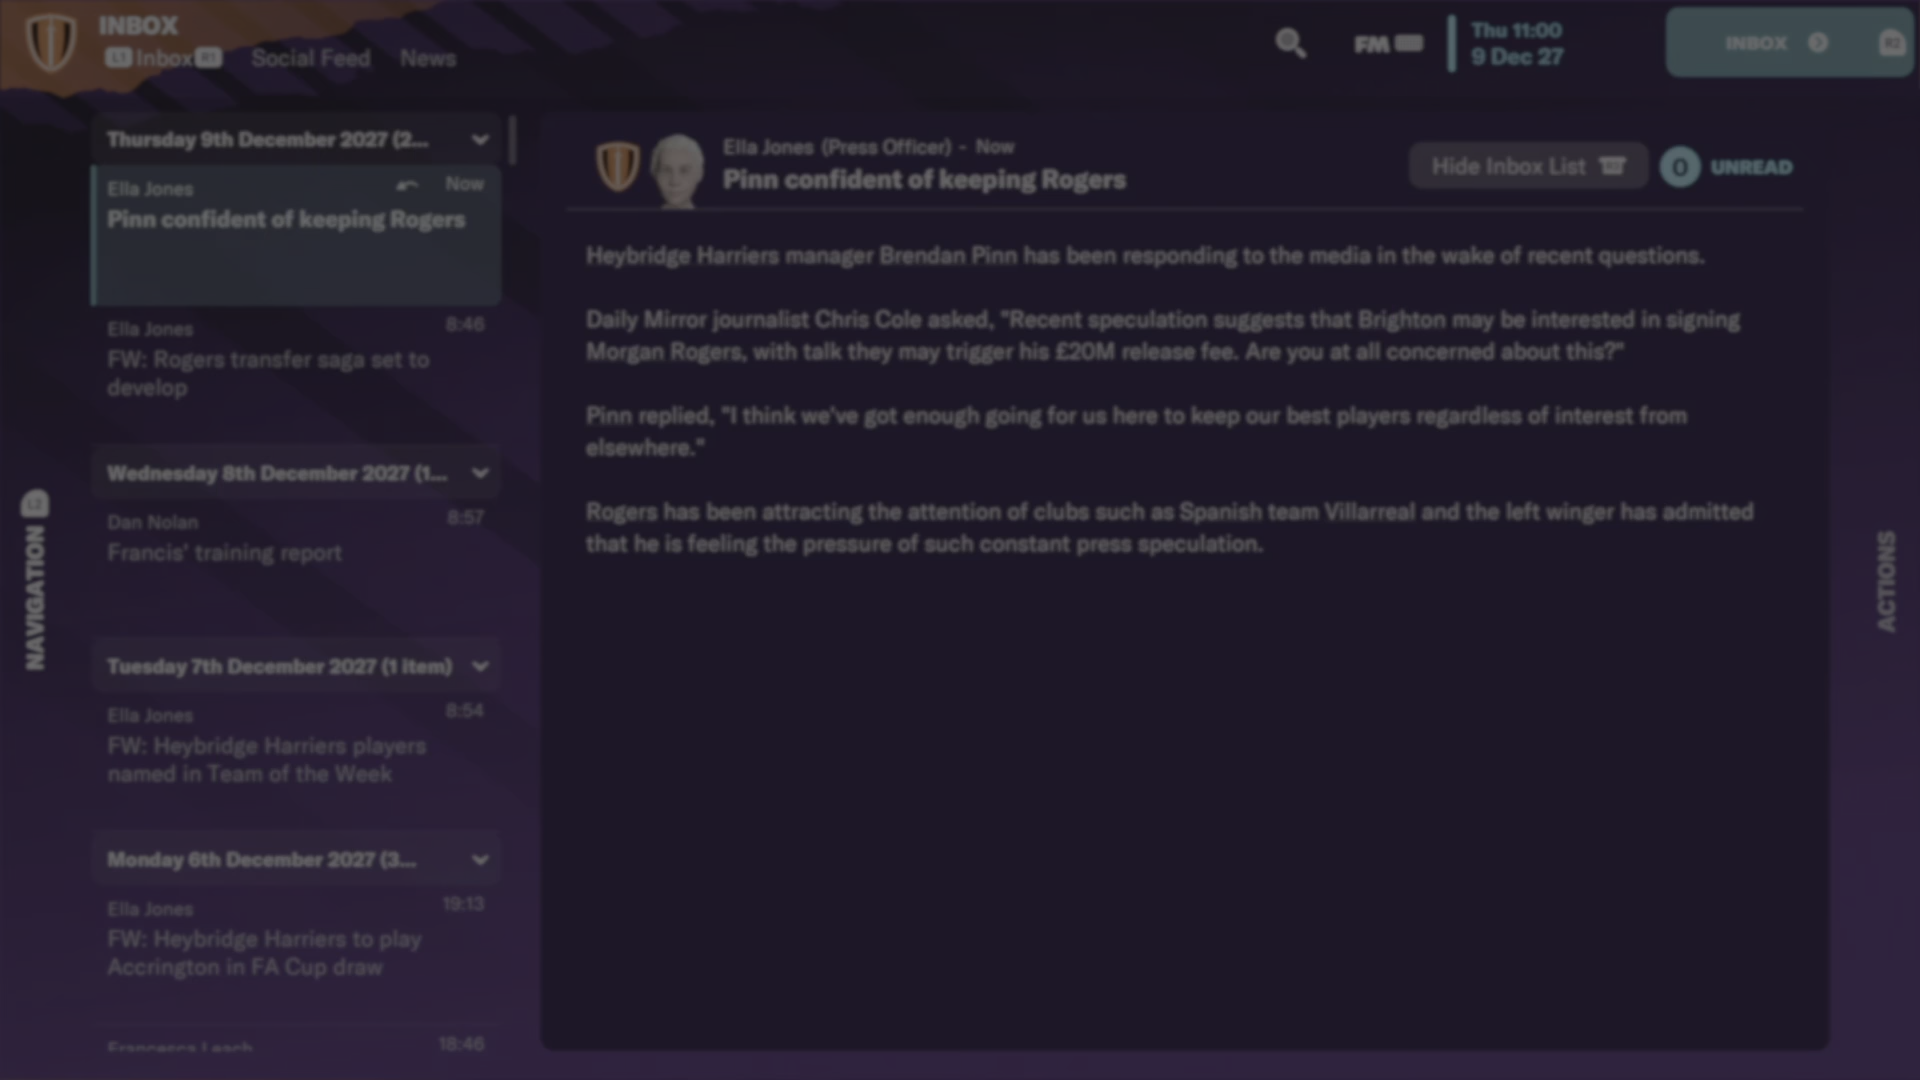 INBOX
L1 Inbox R1 Social Feed News
FM
Thu 11:00
9 Dec 27
INBOX R2
Thursday 9th December 2027 (2...
Ella Jones Now
Pinn confident of keeping Rogers
Ella Jones 8:46
FW: Rogers transfer saga set to
develop
Wednesday 8th December 2027 (1...
Dan Nolan 8:57
Francis' training report
Tuesday 7th December 2027 (1 Item)
Ella Jones 8:54
FW: Heybridge Harriers players
named in Team of the Week
Monday 6th December 2027 (3...
Ella Jones 19:13
FW: Heybridge Harriers to play
Accrington in FA Cup draw
Francesca Leach 18:46
NAVIGATION L2
Ella Jones (Press Officer) - Now
Pinn confident of keeping Rogers
Hide Inbox List
0 UNREAD
Heybridge Harriers manager Brendan Pinn has been responding to the media in the wake of recent questions.
Daily Mirror journalist Chris Cole asked, "Recent speculation suggests that Brighton may be interested in signing
Morgan Rogers, with talk they may trigger his £20M release fee. Are you at all concerned about this?"
Pinn replied, "I think we've got enough going for us here to keep our best players regardless of interest from
elsewhere."
Rogers has been attracting the attention of clubs such as Spanish team Villarreal and the left winger has admitted
that he is feeling the pressure of such constant press speculation.
ACTIONS